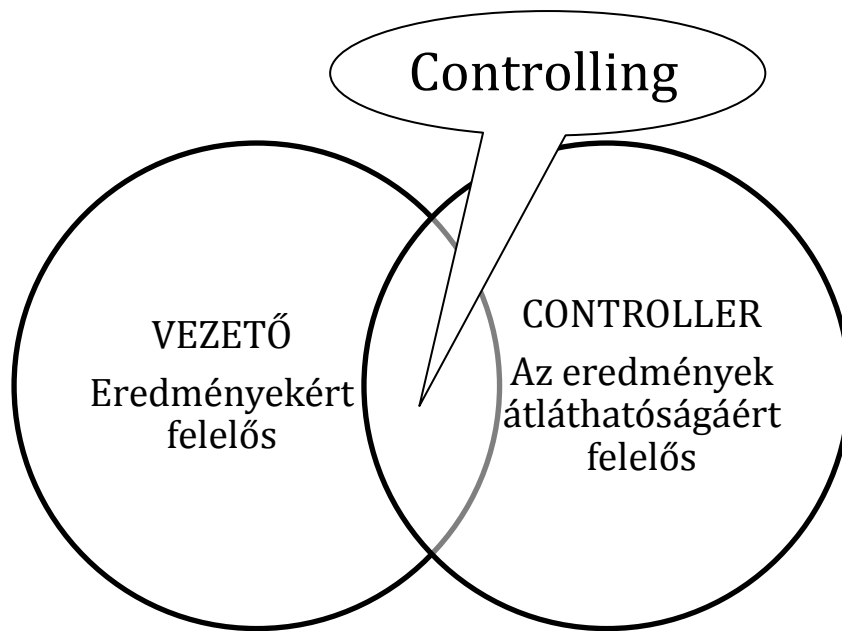 Controlling
VEZETŐ
Eredményekért
felelős
CONTROLLER
Az eredmények
átláthatóságáért
felelős